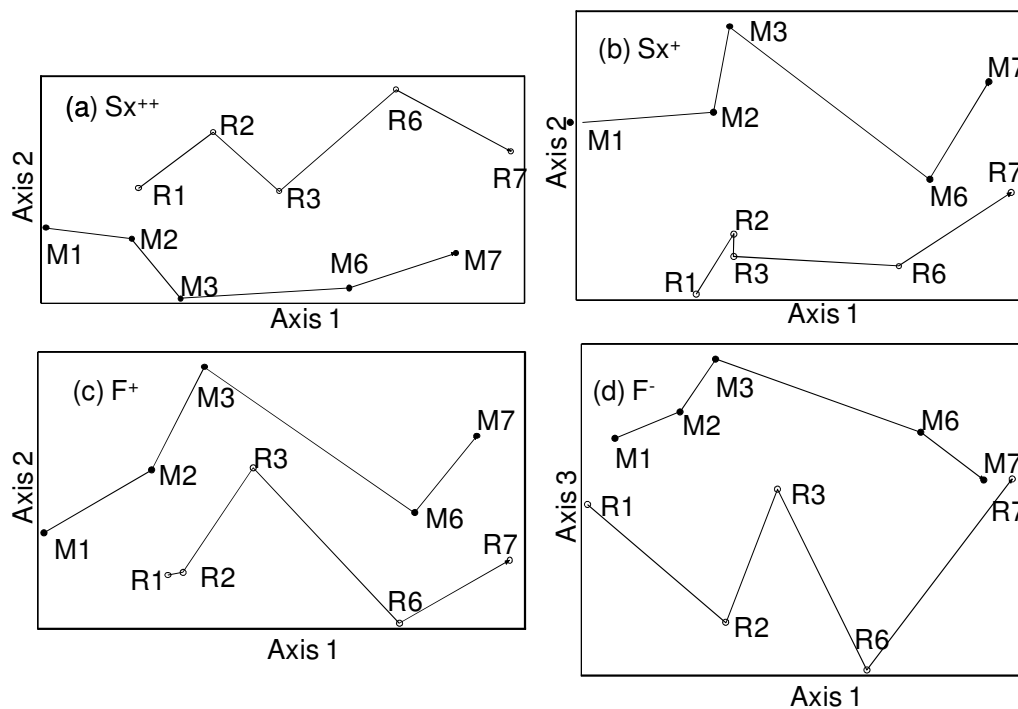 (a) Sx⁺⁺
R2
R6
R1
R3
R7
M1
M2
M3
M6
M7
Axis 2
Axis 1
(b) Sx⁺
M3
M7
M1
M2
M6
R7
R2
R3
R1
R6
Axis 2
Axis 1
(c) F⁺
M3
M7
M2
R3
M6
M1
R1
R2
R7
R6
Axis 2
Axis 1
(d) F⁻
M3
M2
M6
M1
M7
R1
R3
R7
R2
R6
Axis 3
Axis 1